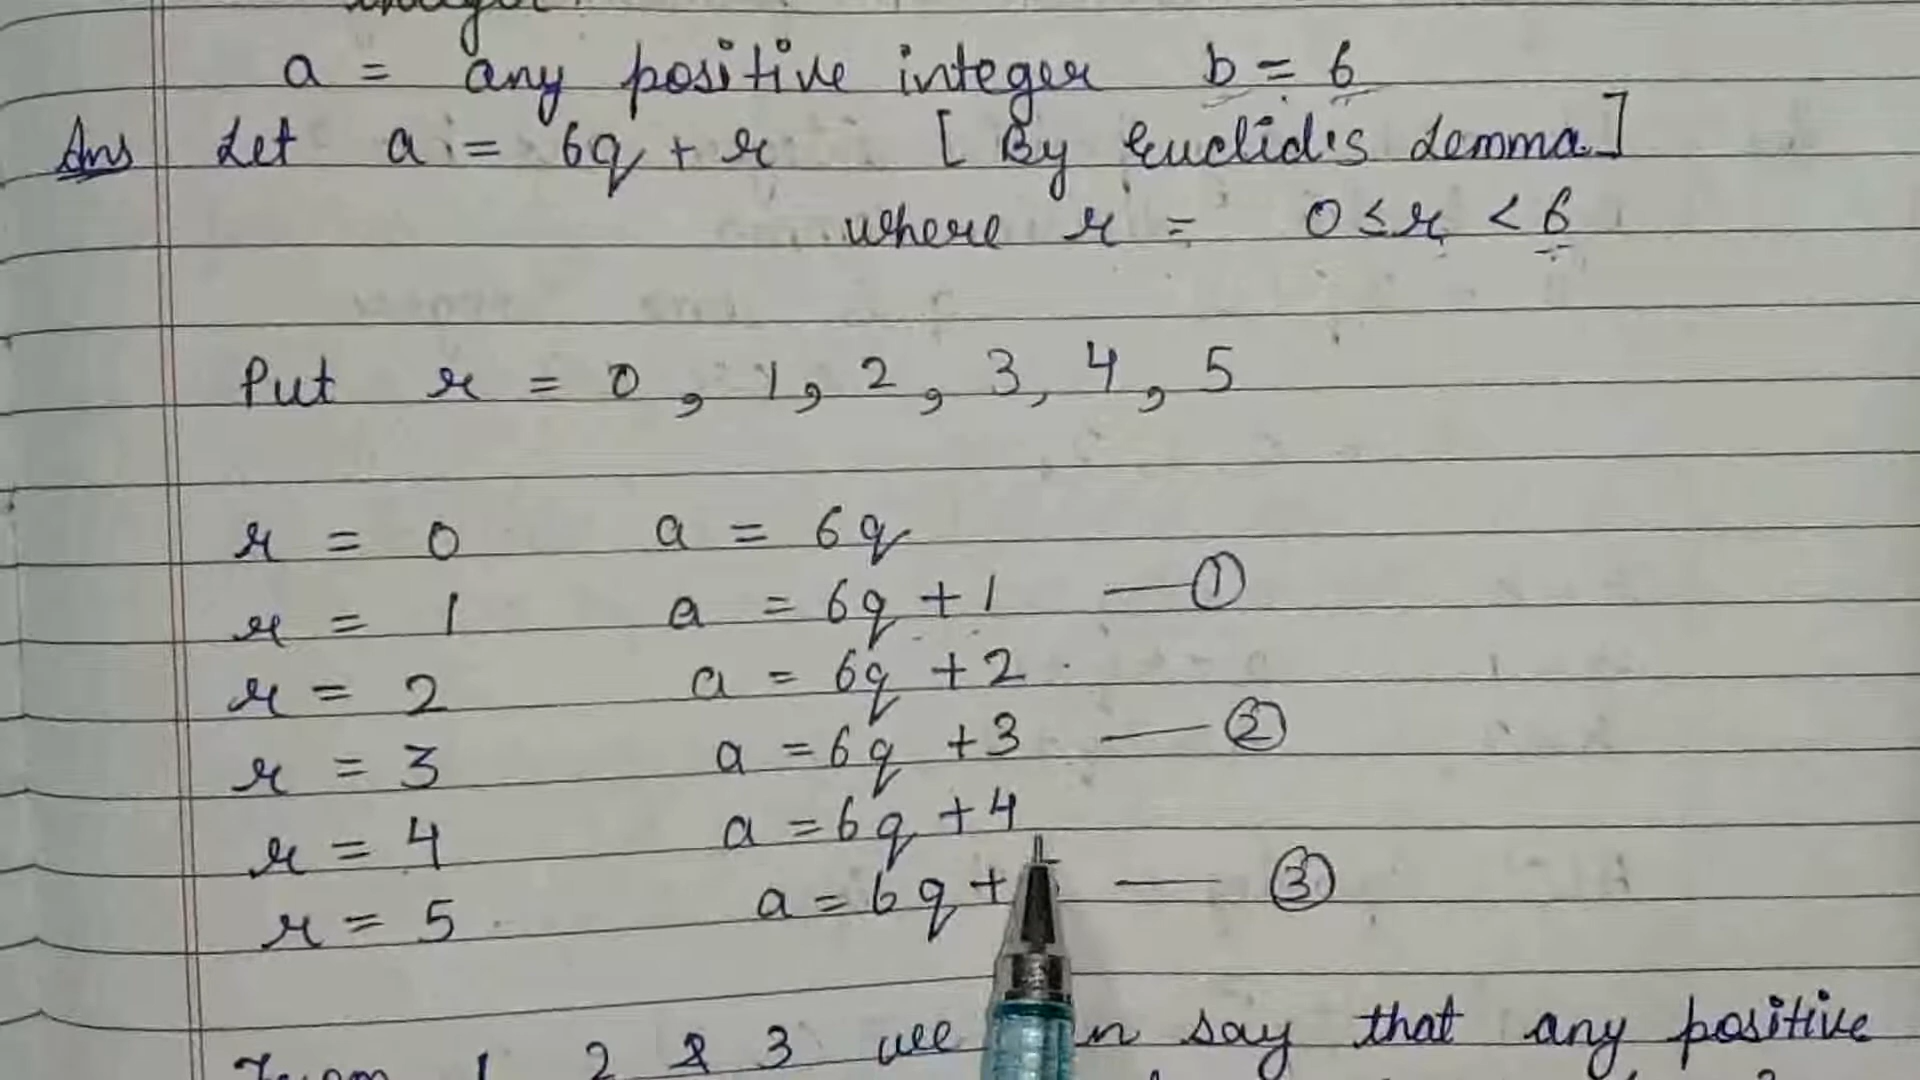 a = any positive integer b = 6
Ans Let a = 6q + r [ By Euclid's Lemma ]
where r = 0 ≤ r < 6
Put r = 0 , 1 , 2 , 3 , 4 , 5
r = 0 a = 6q
r = 1 a = 6q + 1 — ①
r = 2 a = 6q + 2
r = 3 a = 6q + 3 — ②
r = 4 a = 6q + 4
r = 5 a = 6q + — ③
From 1 2 & 3 we say that any positive